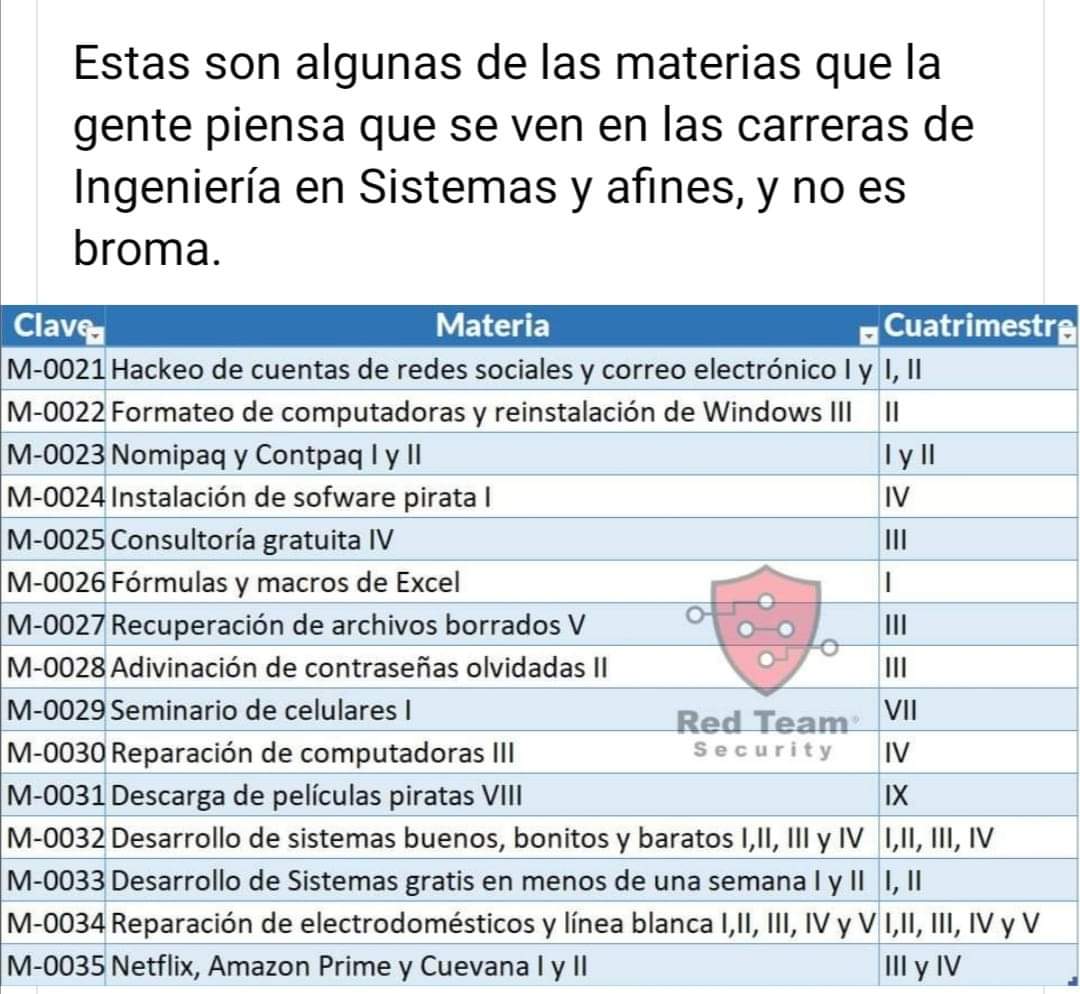 Estas son algunas de las materias que la
gente piensa que se ven en las carreras de
Ingeniería en Sistemas y afines, y no es
broma.
Clave Materia Cuatrimestre
M-0021 Hackeo de cuentas de redes sociales y correo electrónico I y I, II
M-0022 Formateo de computadoras y reinstalación de Windows III II
M-0023 Nomipaq y Contpaq I y II I y II
M-0024 Instalación de sofware pirata I IV
M-0025 Consultoría gratuita IV III
M-0026 Fórmulas y macros de Excel I
M-0027 Recuperación de archivos borrados V III
M-0028 Adivinación de contraseñas olvidadas II III
M-0029 Seminario de celulares I VII
M-0030 Reparación de computadoras III IV
M-0031 Descarga de películas piratas VIII IX
M-0032 Desarrollo de sistemas buenos, bonitos y baratos I,II, III y IV I,II, III, IV
M-0033 Desarrollo de Sistemas gratis en menos de una semana I y II I, II
M-0034 Reparación de electrodomésticos y línea blanca I,II, III, IV y V I,II, III, IV y V
M-0035 Netflix, Amazon Prime y Cuevana I y II III y IV
Red Team
Security